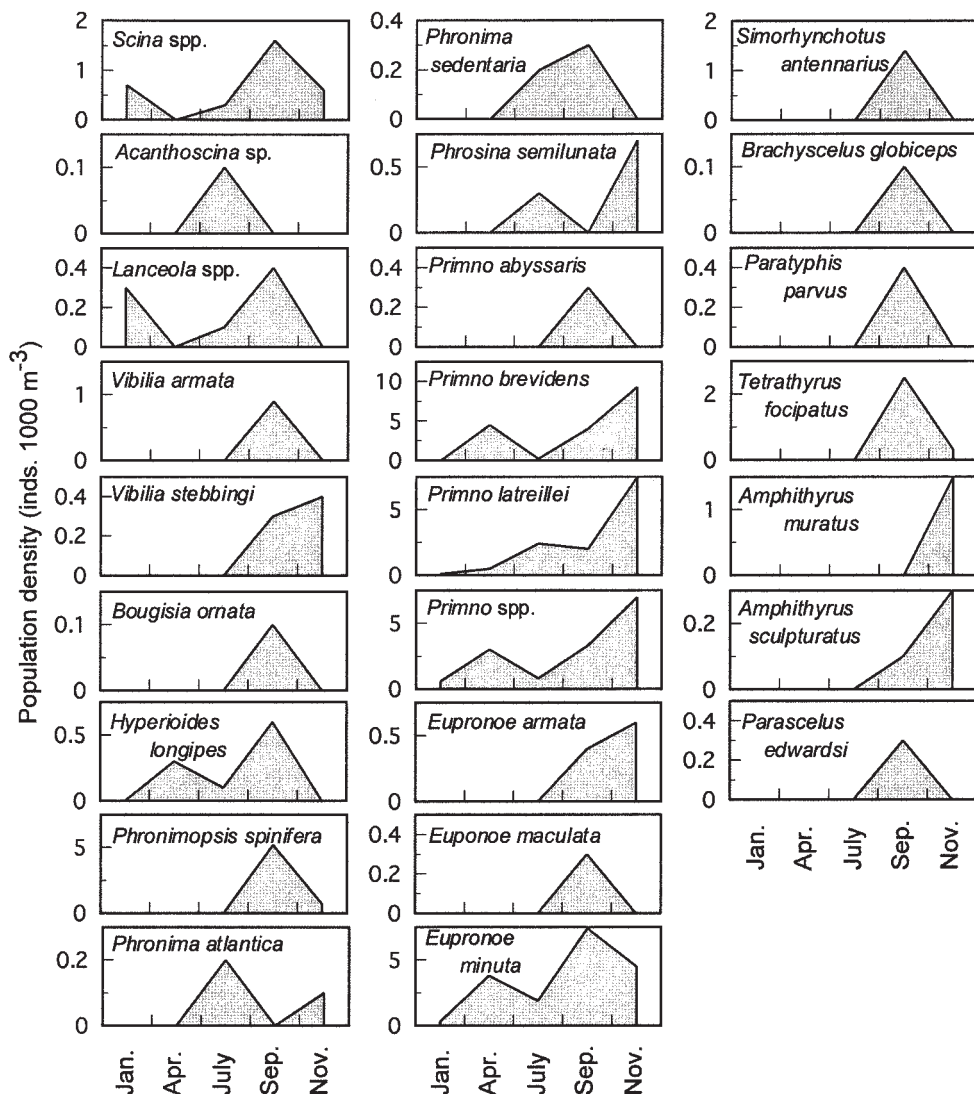 Population density (inds. 1000 m⁻³)
2
1
0
Scina spp.
0.1
0
Acanthoscina sp.
0.4
0.2
0
Lanceola spp.
1
0
Vibilia armata
0.4
0.2
0
Vibilia stebbingi
0.1
0
Bougisia ornata
0.5
0
Hyperioides
longipes
5
0
Phronimopsis spinifera
0.2
0
Phronima atlantica
Jan.
Apr.
July
Sep.
Nov.
0.4
0.2
0
Phronima
sedentaria
0.5
0
Phrosina semilunata
0.4
0.2
0
Primno abyssaris
10
5
0
Primno brevidens
5
0
Primno latreillei
5
0
Primno spp.
0.5
0
Eupronoe armata
0.4
0.2
0
Euponoe maculata
5
0
Eupronoe
minuta
Jan.
Apr.
July
Sep.
Nov.
2
1
0
Simorhynchotus
antennarius
0.1
0
Brachyscelus globiceps
0.4
0.2
0
Paratyphis
parvus
2
0
Tetrathyrus
focipatus
1
0
Amphithyrus
muratus
0.2
0
Amphithyrus
sculpturatus
0.4
0.2
0
Parascelus
edwardsi
Jan.
Apr.
July
Sep.
Nov.